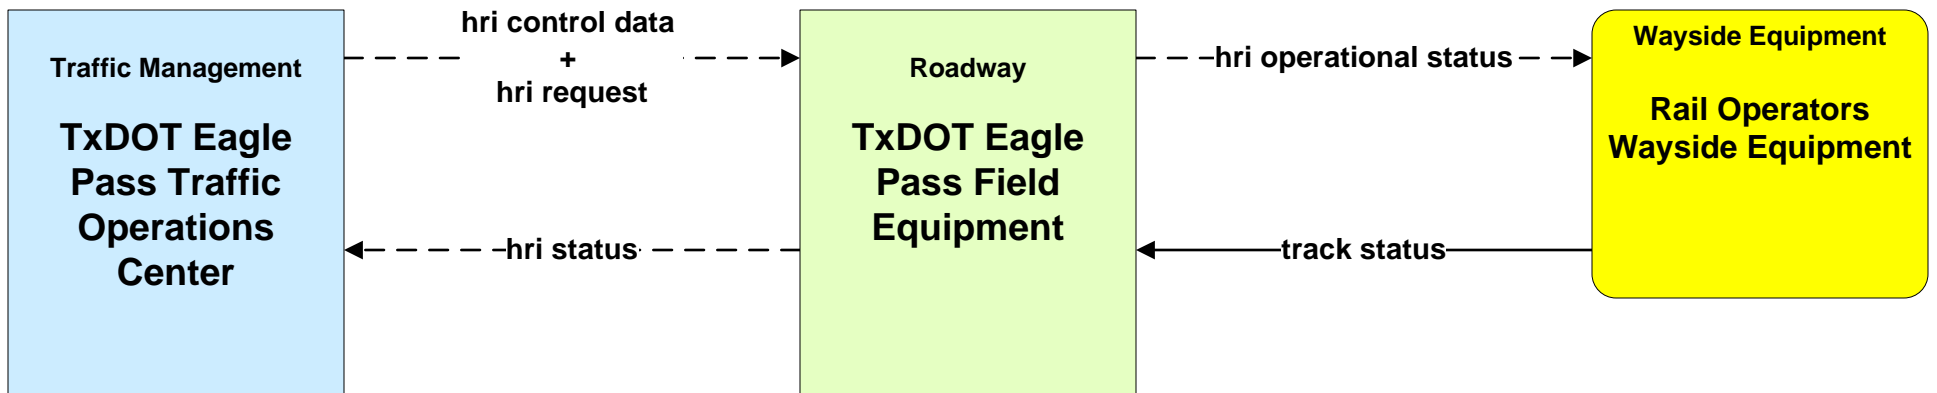 Traffic Management
TxDOT Eagle
Pass Traffic
Operations
Center
hri control data
+
hri request
hri status
Roadway
TxDOT Eagle
Pass Field
Equipment
hri operational status
track status
Wayside Equipment
Rail Operators
Wayside Equipment